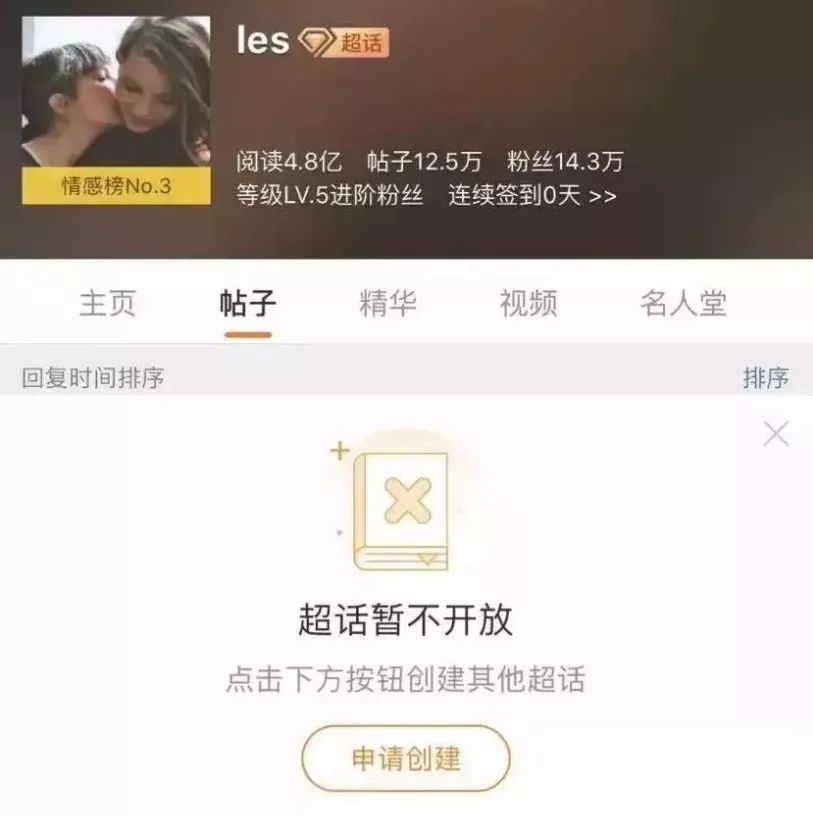 les 超话
阅读4.8亿 帖子12.5万 粉丝14.3万
情感榜No.3
等级LV.5进阶粉丝 连续签到0天 >>
主页 帖子 精华 视频 名人堂
回复时间排序 排序
超话暂不开放
点击下方按钮创建其他超话
申请创建